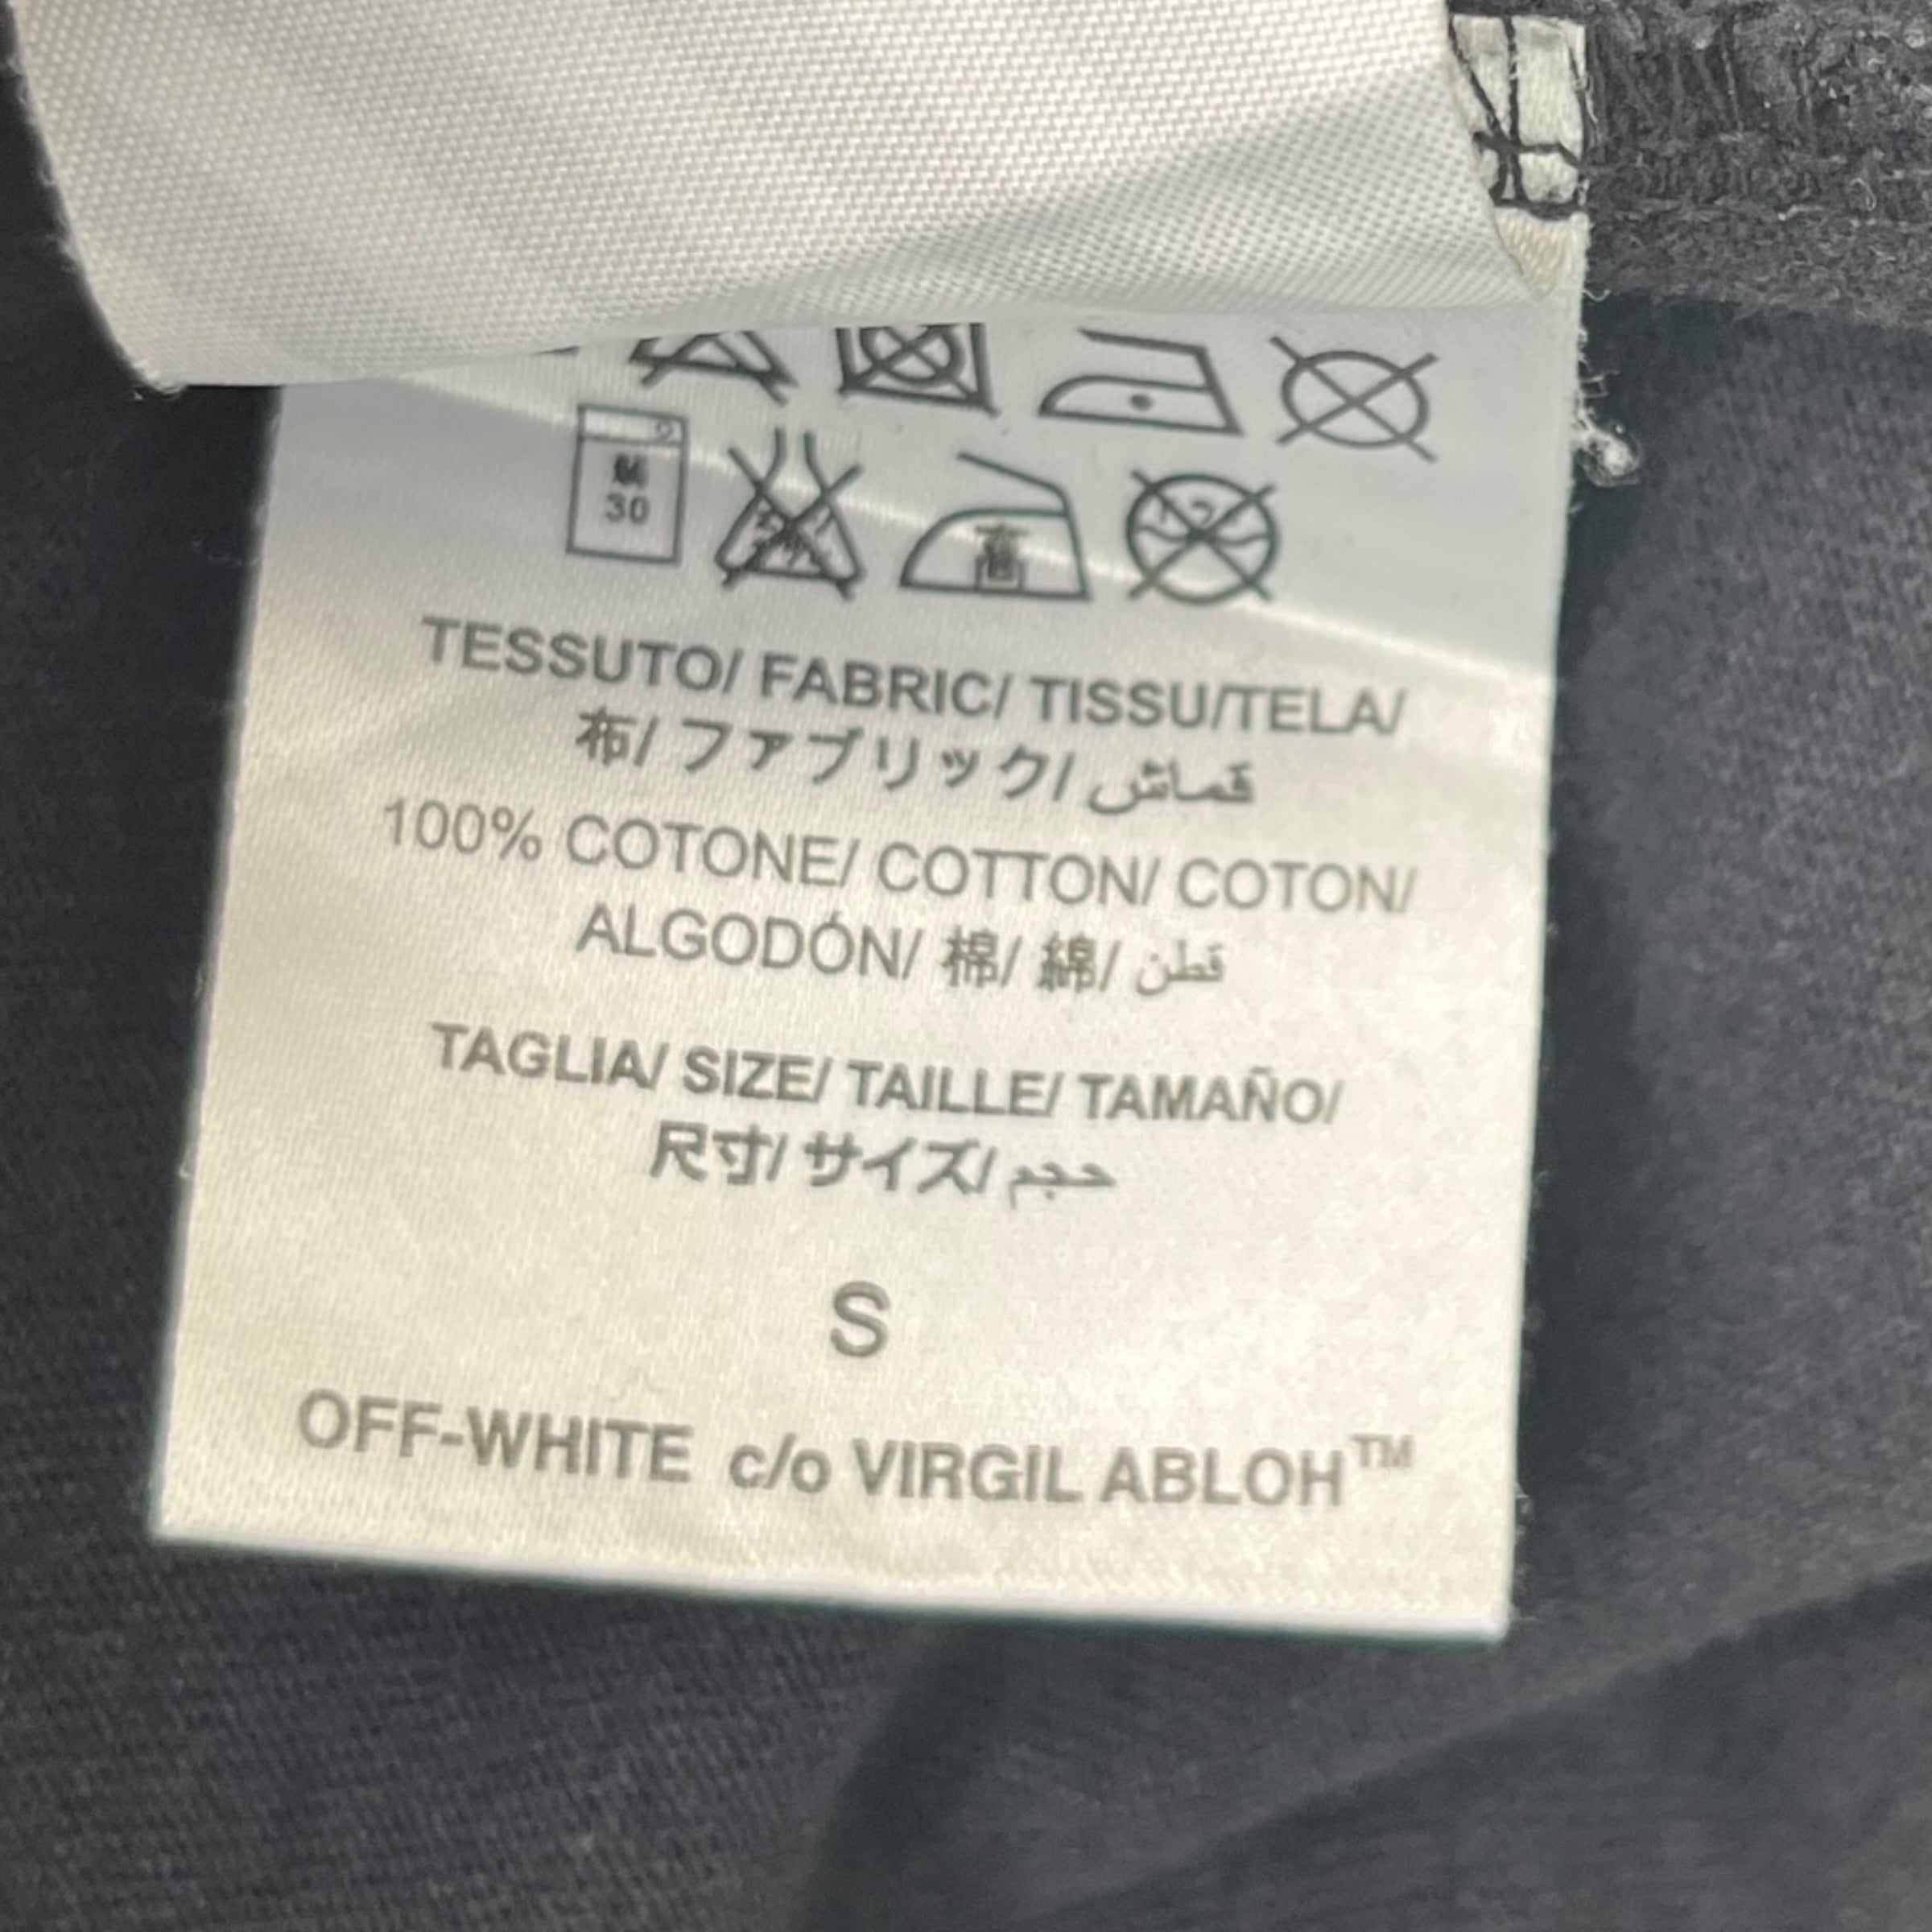 30
高
TESSUTO/ FABRIC/ TISSU/TELA/
布/ ファブリック/ قماش
100% COTONE/ COTTON/ COTON/
ALGODÓN/ 棉/ 綿/ قطن
TAGLIA/ SIZE/ TAILLE/ TAMAÑO/
尺寸/ サイズ/ حجم
S
OFF-WHITE c/o VIRGIL ABLOH™